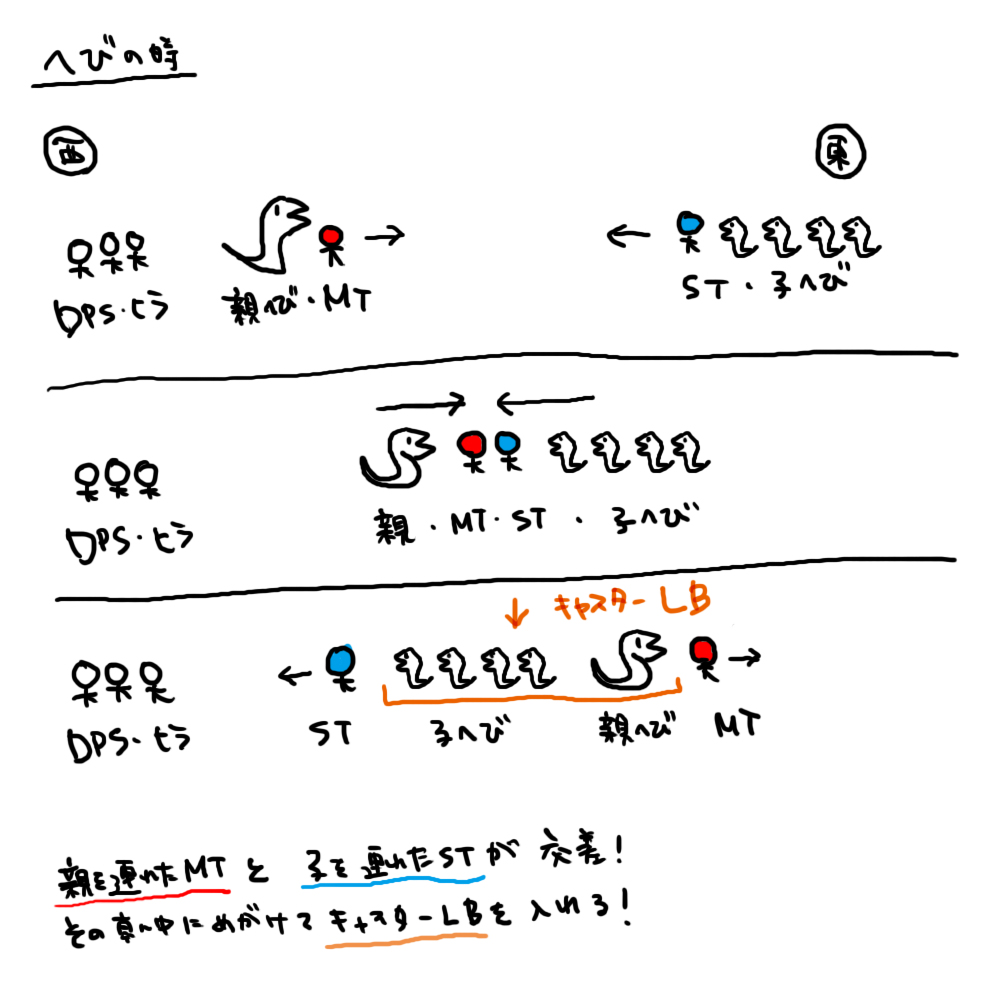 へびの時
西 東
DPS・ヒラ 親へび・MT ST・子へび
DPS・ヒラ 親・MT・ST・子へび
キャスターLB
DPS・ヒラ ST 子へび 親へび MT
親を連れたMTと 子を連れたSTが 交差!
その真ん中にめがけてキャスターLBを 入れる!